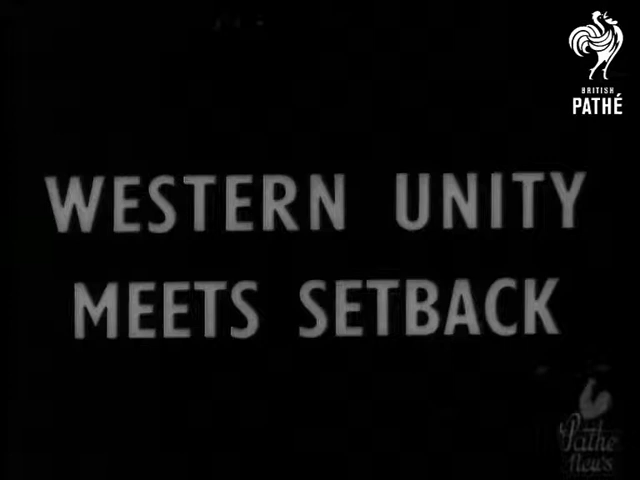 BRITISH
PATHÉ
WESTERN UNITY
MEETS SETBACK
Pathe
News